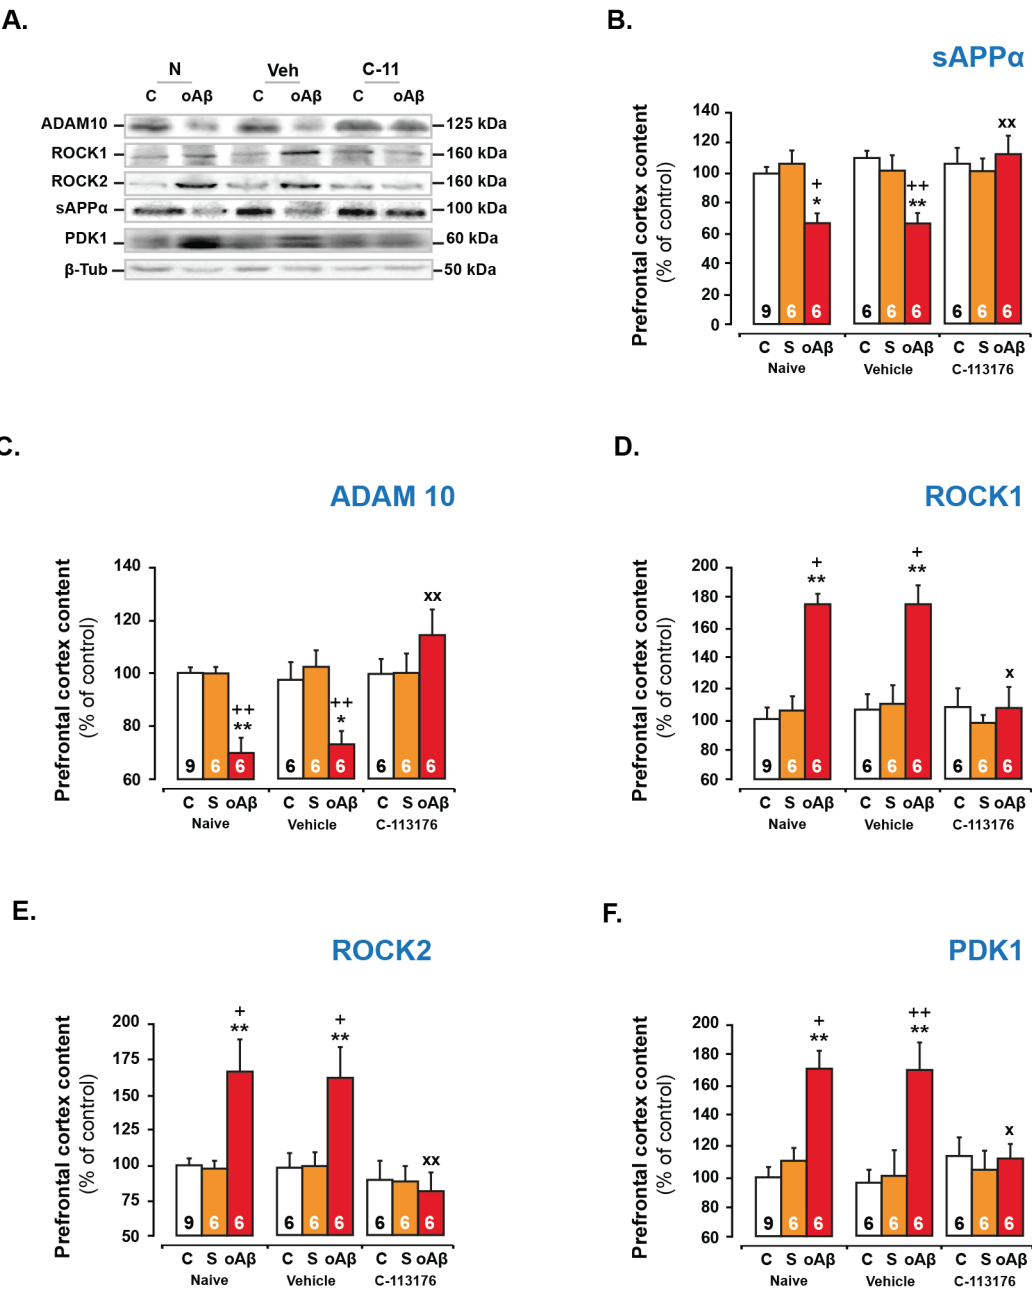 A.
N Veh C-11
C oAβ C oAβ C oAβ
ADAM10 125 kDa
ROCK1 160 kDa
ROCK2 160 kDa
sAPPα 100 kDa
PDK1 60 kDa
β-Tub 50 kDa
B.
sAPPα
Prefrontal cortex content
(% of control)
140
120
100
80
60
40
20
0
+
*
++
**
xx
9 6 6 6 6 6 6 6 6
C S oAβ C S oAβ C S oAβ
Naive Vehicle C-113176
C.
ADAM 10
Prefrontal cortex content
(% of control)
140
120
100
80
60
++
**
++
*
xx
9 6 6 6 6 6 6 6 6
C S oAβ C S oAβ C S oAβ
Naive Vehicle C-113176
D.
ROCK1
Prefrontal cortex content
(% of control)
200
180
160
140
120
100
80
60
+
**
+
**
x
9 6 6 6 6 6 6 6 6
C S oAβ C S oAβ C S oAβ
Naive Vehicle C-113176
E.
ROCK2
Prefrontal cortex content
(% of control)
200
175
150
125
100
75
50
+
**
+
**
xx
9 6 6 6 6 6 6 6 6
C S oAβ C S oAβ C S oAβ
Naive Vehicle C-113176
F.
PDK1
Prefrontal cortex content
(% of control)
200
180
160
140
120
100
80
60
+
**
++
**
x
9 6 6 6 6 6 6 6 6
C S oAβ C S oAβ C S oAβ
Naive Vehicle C-113176